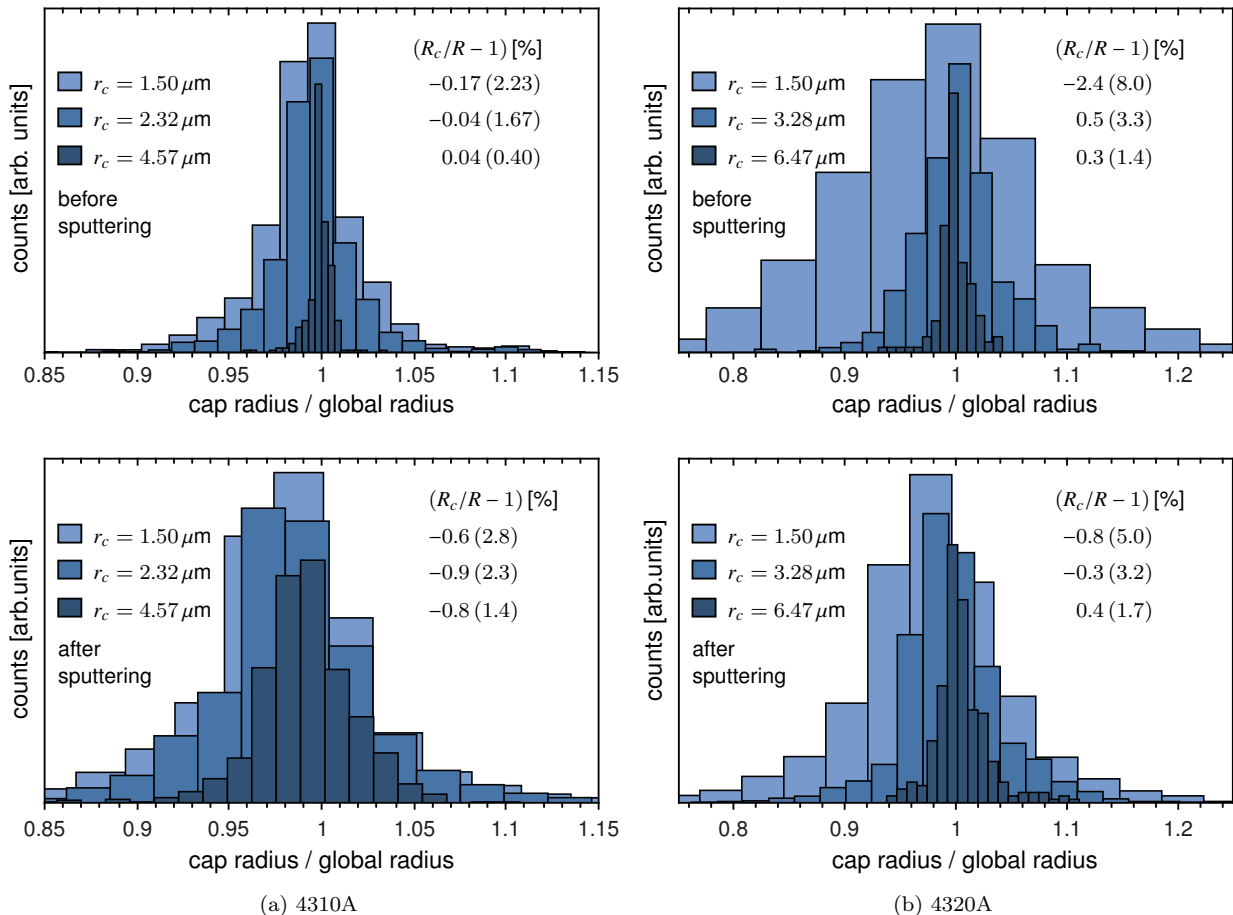 counts [arb. units]
(R_c/R − 1) [%]
r_c = 1.50 μm −0.17 (2.23)
r_c = 2.32 μm −0.04 (1.67)
r_c = 4.57 μm 0.04 (0.40)
before
sputtering
0.85 0.9 0.95 1 1.05 1.1 1.15
cap radius / global radius
counts [arb. units]
(R_c/R − 1) [%]
r_c = 1.50 μm −2.4 (8.0)
r_c = 3.28 μm 0.5 (3.3)
r_c = 6.47 μm 0.3 (1.4)
before
sputtering
0.8 0.9 1 1.1 1.2
cap radius / global radius
counts [arb.units]
(R_c/R − 1) [%]
r_c = 1.50 μm −0.6 (2.8)
r_c = 2.32 μm −0.9 (2.3)
r_c = 4.57 μm −0.8 (1.4)
after
sputtering
0.85 0.9 0.95 1 1.05 1.1 1.15
cap radius / global radius
(a) 4310A
counts [arb.units]
(R_c/R − 1) [%]
r_c = 1.50 μm −0.8 (5.0)
r_c = 3.28 μm −0.3 (3.2)
r_c = 6.47 μm 0.4 (1.7)
after
sputtering
0.8 0.9 1 1.1 1.2
cap radius / global radius
(b) 4320A